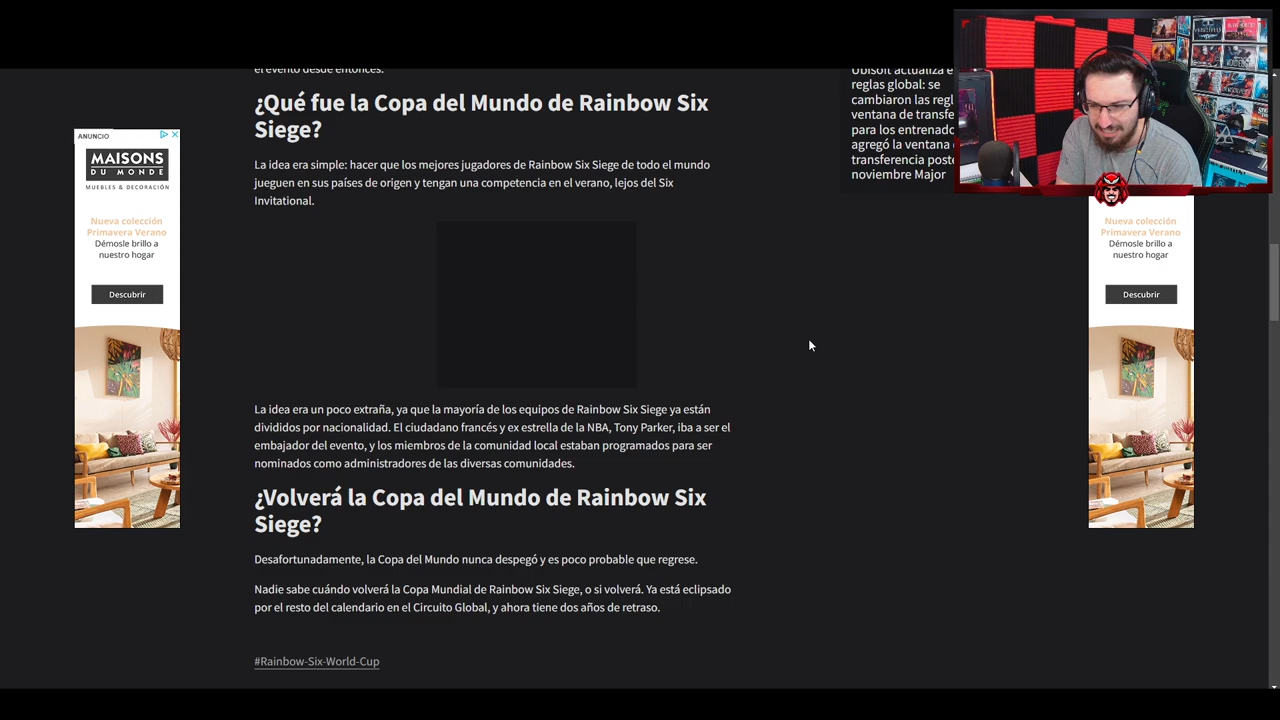 el evento desde entonces.
¿Qué fue la Copa del Mundo de Rainbow Six
Siege?
La idea era simple: hacer que los mejores jugadores de Rainbow Six Siege de todo el mundo
jueguen en sus países de origen y tengan una competencia en el verano, lejos del Six
Invitational.
La idea era un poco extraña, ya que la mayoría de los equipos de Rainbow Six Siege ya están
divididos por nacionalidad. El ciudadano francés y ex estrella de la NBA, Tony Parker, iba a ser el
embajador del evento, y los miembros de la comunidad local estaban programados para ser
nominados como administradores de las diversas comunidades.
¿Volverá la Copa del Mundo de Rainbow Six
Siege?
Desafortunadamente, la Copa del Mundo nunca despegó y es poco probable que regrese.
Nadie sabe cuándo volverá la Copa Mundial de Rainbow Six Siege, o si volverá. Ya está eclipsado
por el resto del calendario en el Circuito Global, y ahora tiene dos años de retraso.
#Rainbow-Six-World-Cup
ANUNCIO
MAISONS
DU MONDE
MUEBLES & DECORACIÓN
Nueva colección
Primavera Verano
Démosle brillo a
nuestro hogar
Descubrir
Ubisoft actualiza
reglas global: se
cambiaron las
ventana de
para los
agregó la ventana
transferencia
noviembre Major
Nueva colección
Primavera Verano
Démosle brillo a
nuestro hogar
Descubrir